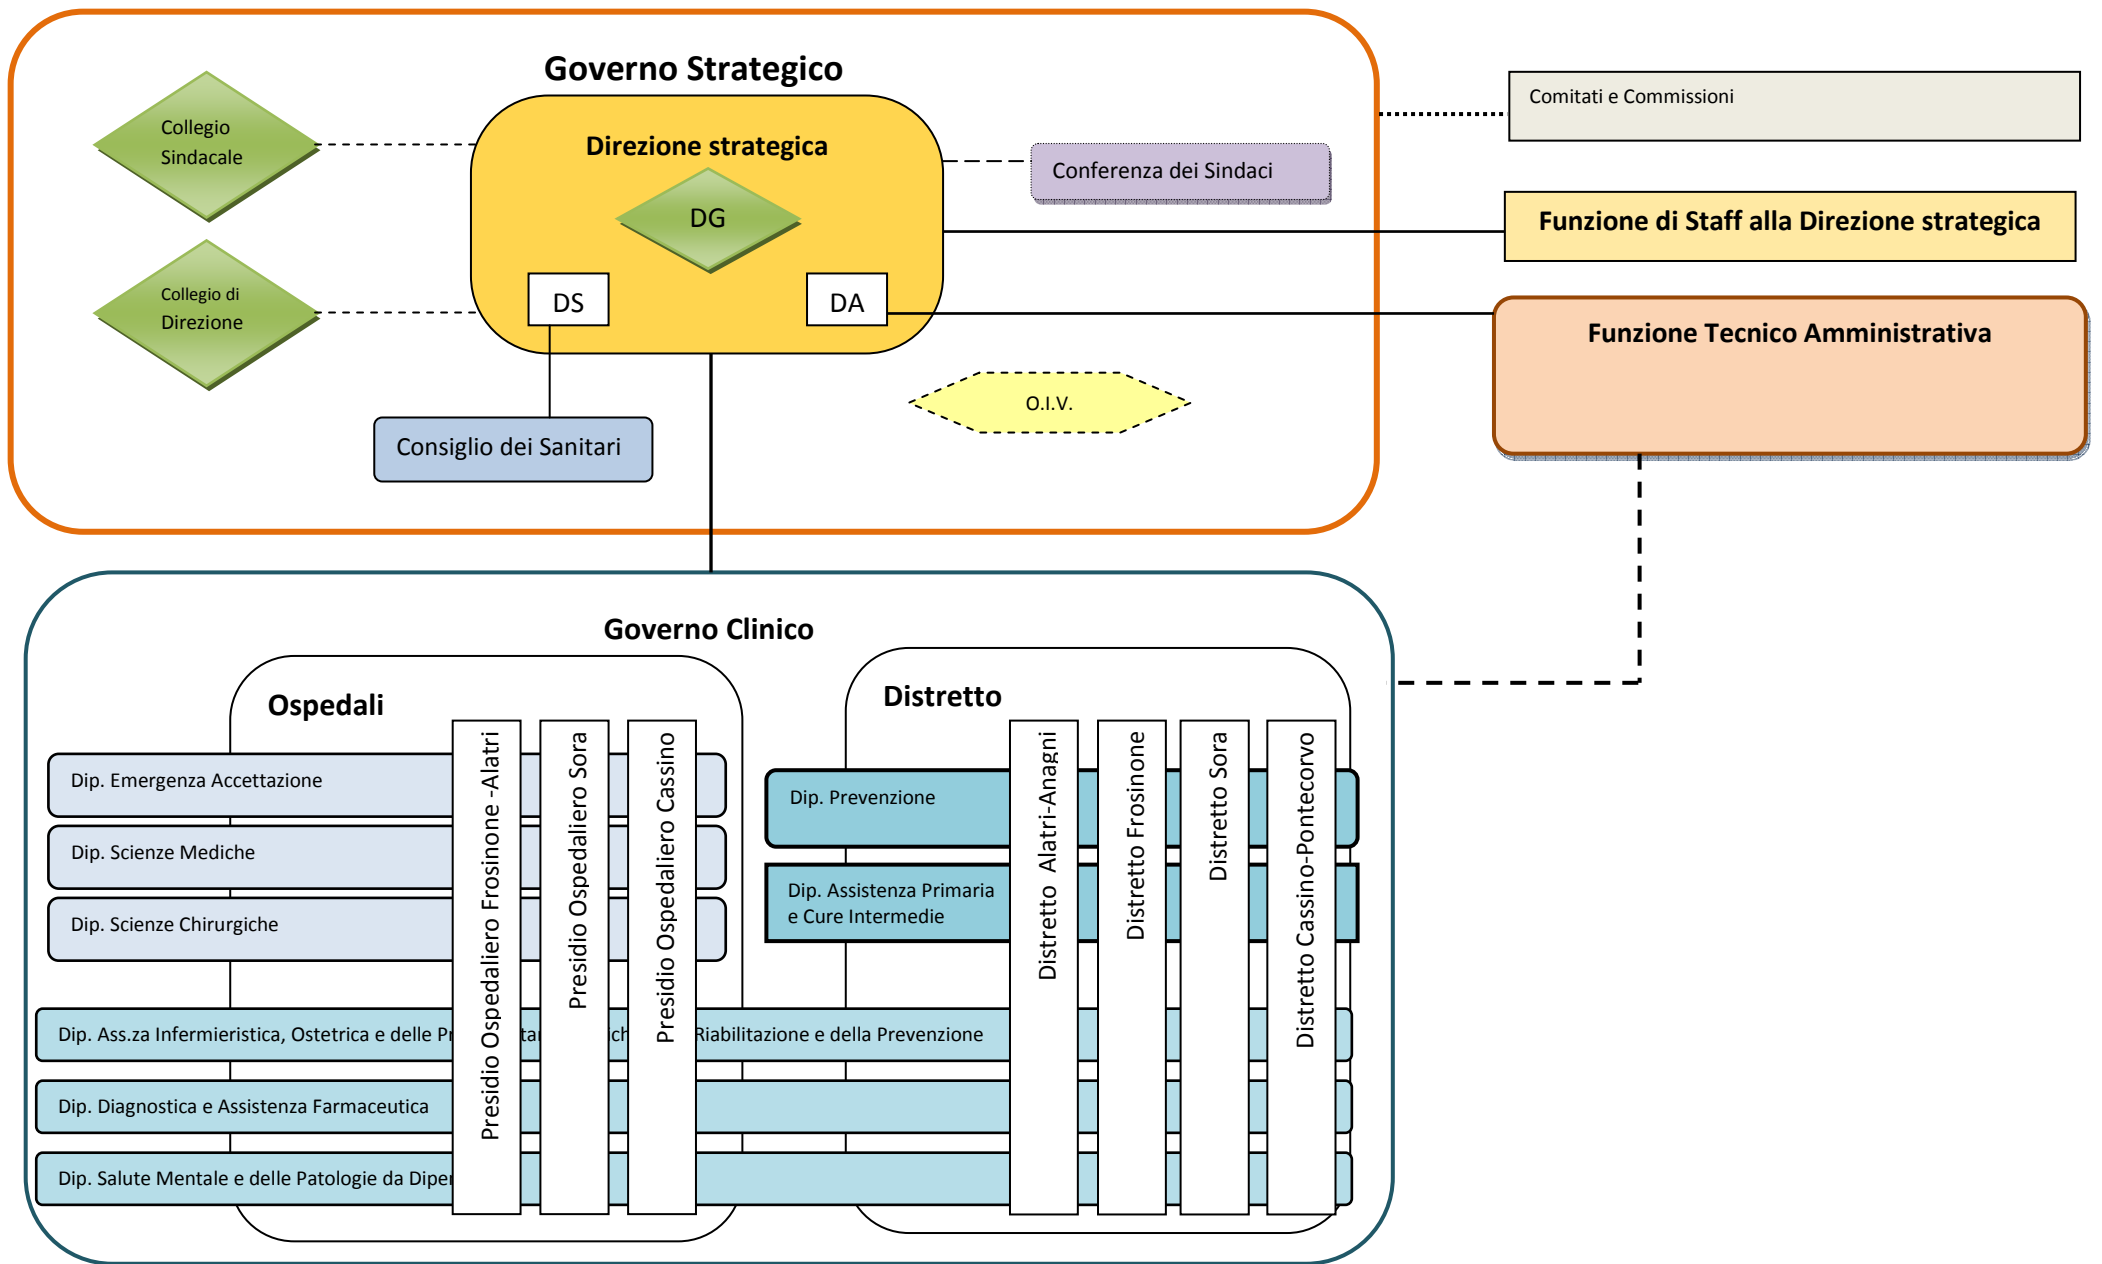 Governo Strategico
Collegio
Sindacale
Direzione strategica
DG
Conferenza dei Sindaci
Comitati e Commissioni
Funzione di Staff alla Direzione strategica
Collegio di
Direzione
DS
DA
Funzione Tecnico Amministrativa
O.I.V.
Consiglio dei Sanitari
Governo Clinico
Ospedali
Distretto
Dip. Emergenza Accettazione
Dip. Scienze Mediche
Dip. Scienze Chirurgiche
Presidio Ospedaliero Frosinone -Alatri
Presidio Ospedaliero Sora
Presidio Ospedaliero Cassino
Dip. Prevenzione
Dip. Assistenza Primaria
e Cure Intermedie
Distretto Alatri-Anagni
Distretto Frosinone
Distretto Sora
Distretto Cassino-Pontecorvo
Dip. Ass.za Infermieristica, Ostetrica e delle Riabilitazione e della Prevenzione
Dip. Diagnostica e Assistenza Farmaceutica
Dip. Salute Mentale e delle Patologie da